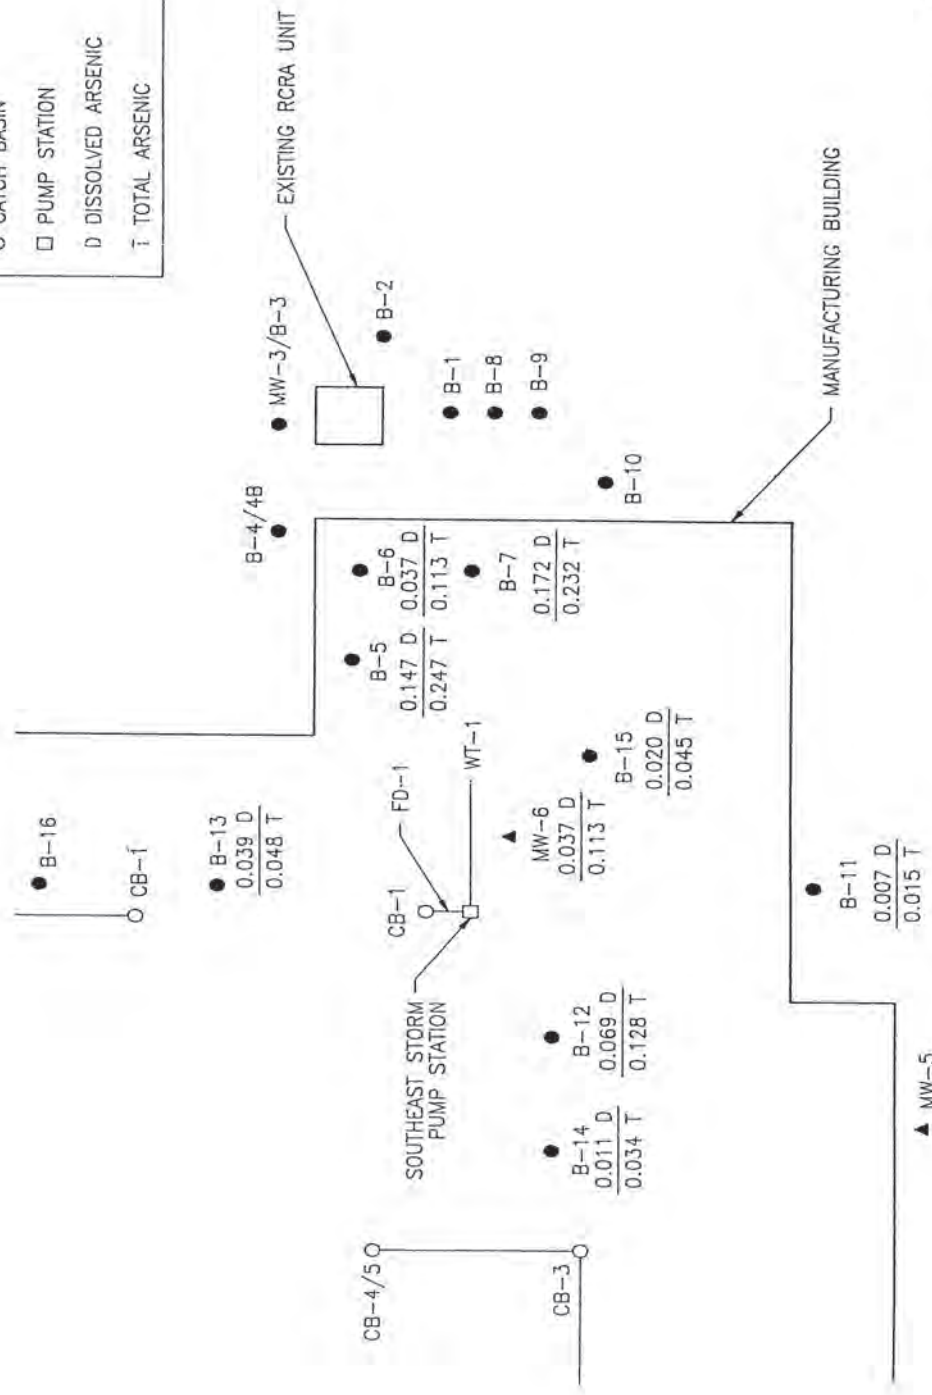 B-16
CB-1
B-13
0.039 D
0.048 T
CATCH BASIN
PUMP STATION
D DISSOLVED ARSENIC
T TOTAL ARSENIC
B-4/4B
MW-3/B-3
EXISTING RCRA UNIT
CB-4/5
SOUTHEAST STORM
PUMP STATION
CB-1
FD-1
WT-1
B-5
0.147 D
0.247 T
B-6
0.037 D
0.113 T
B-2
B-1
B-8
B-9
B-7
0.172 D
0.232 T
CB-3
B-14
0.011 D
0.034 T
B-12
0.069 D
0.128 T
MW-6
0.037 D
0.113 T
B-15
0.020 D
0.045 T
B-10
MANUFACTURING BUILDING
B-11
0.007 D
0.015 T
MW-5